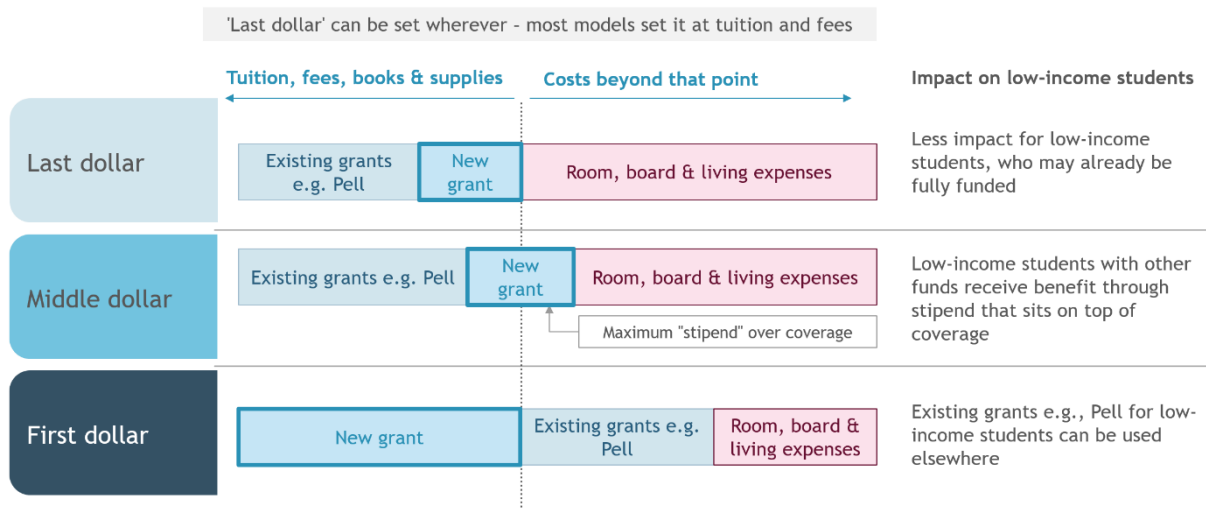 'Last dollar' can be set wherever – most models set it at tuition and fees
Tuition, fees, books & supplies
Costs beyond that point
Impact on low-income students
Last dollar
Existing grants
e.g. Pell
New
grant
Room, board & living expenses
Less impact for low-income
students, who may already be
fully funded
Middle dollar
Existing grants e.g. Pell
New
grant
Room, board & living expenses
Maximum "stipend" over coverage
Low-income students with other
funds receive benefit through
stipend that sits on top of
coverage
First dollar
New grant
Existing grants e.g.
Pell
Room, board &
living expenses
Existing grants e.g., Pell for low-
income students can be used
elsewhere